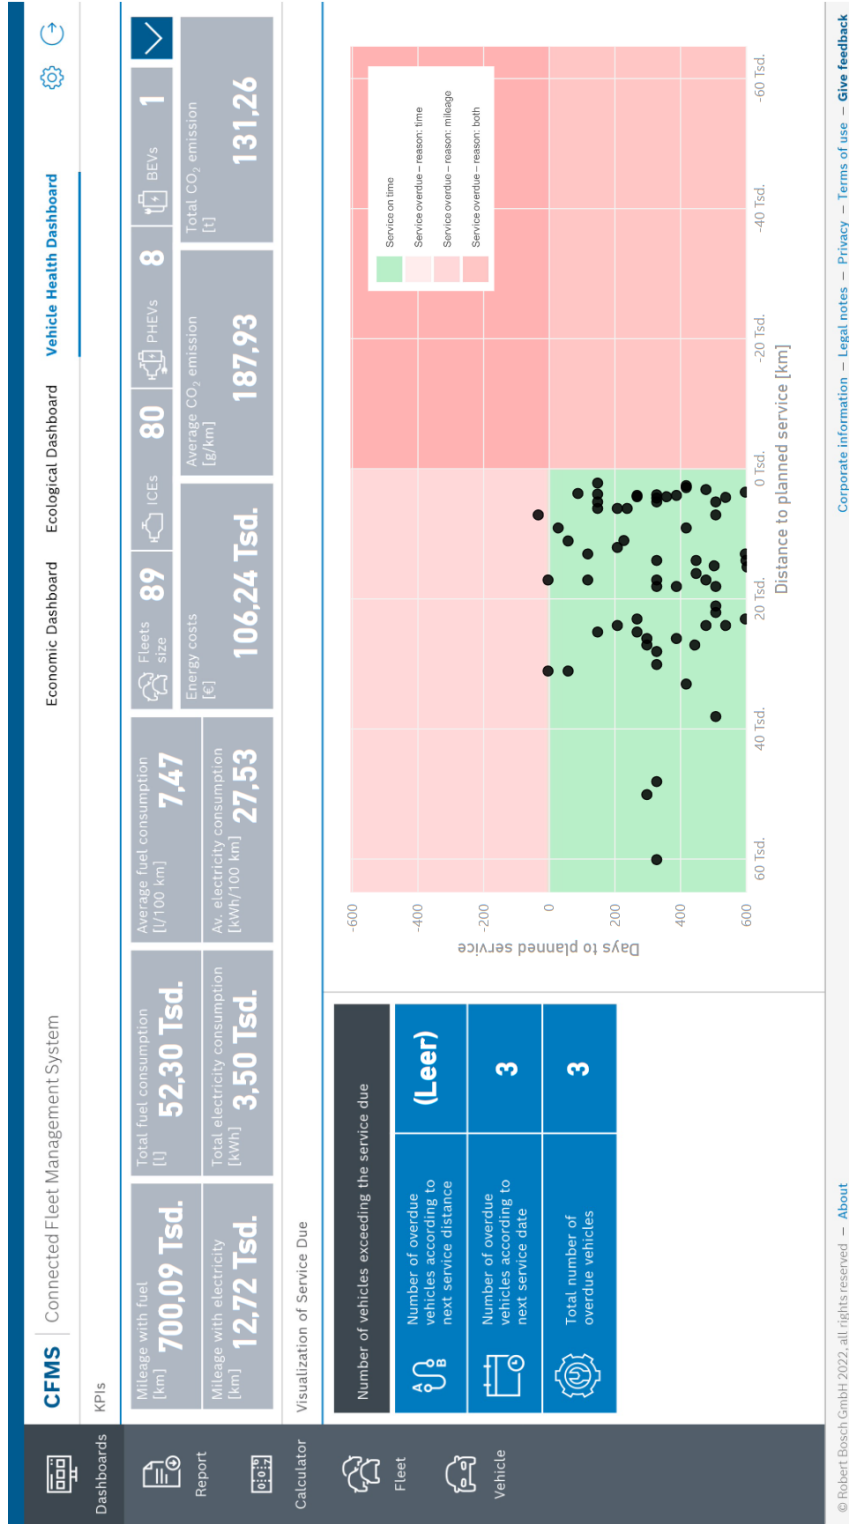 CFMS | Connected Fleet Management System
Economic Dashboard
Ecological Dashboard
Vehicle Health Dashboard
Dashboards
Report
Calculator
Fleet
Vehicle
KPIs
Mileage with fuel
[km]
700,09 Tsd.
Total fuel consumption
[l]
52,30 Tsd.
Average fuel consumption
[l/100 km]
7,47
Fleets
size
89
ICEs
80
PHEVs
8
BEVs
1
Mileage with electricity
[km]
12,72 Tsd.
Total electricity consumption
[kWh]
3,50 Tsd.
Av. electricity consumption
[kWh/100 km]
27,53
Energy costs
[€]
106,24 Tsd.
Average CO₂ emission
[g/km]
187,93
Total CO₂ emission
[t]
131,26
Visualization of Service Due
Number of vehicles exceeding the service due
A
B
Number of overdue
vehicles according to
next service distance
(Leer)
Number of overdue
vehicles according to
next service date
3
Total number of
overdue vehicles
3
Days to planned service
-600
-400
-200
0
200
400
600
Service on time
Service overdue – reason: time
Service overdue – reason: mileage
Service overdue – reason: both
60 Tsd.
40 Tsd.
20 Tsd.
0 Tsd.
-20 Tsd.
-40 Tsd.
-60 Tsd.
Distance to planned service [km]
© Robert Bosch GmbH 2022, all rights reserved – About
Corporate information – Legal notes – Privacy – Terms of use – Give feedback